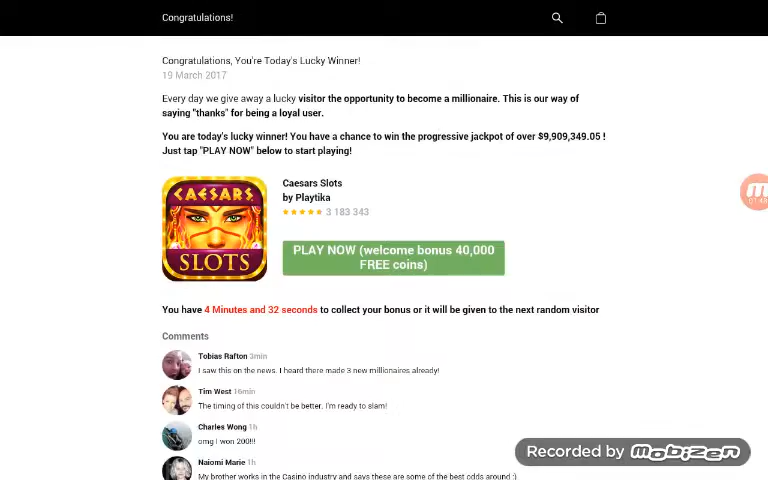 Congratulations!
Congratulations, You're Today's Lucky Winner!
19 March 2017
Every day we give away a lucky visitor the opportunity to become a millionaire. This is our way of
saying "thanks" for being a loyal user.
You are today's lucky winner! You have a chance to win the progressive jackpot of over $9,909,349.05 !
Just tap "PLAY NOW" below to start playing!
CAESARS
SLOTS
Caesars Slots
by Playtika
3 183 343
PLAY NOW (welcome bonus 40,000
FREE coins)
01:48
You have 4 Minutes and 32 seconds to collect your bonus or it will be given to the next random visitor
Comments
Tobias Rafton 3min
I saw this on the news. I heard there made 3 new millionaires already!
Tim West 16min
The timing of this couldn't be better. I'm ready to slam!
Charles Wong 1h
omg I won 200!!!
Naiomi Marie 1h
My brother works in the Casino industry and says these are some of the best odds around :)
Recorded by mobizen